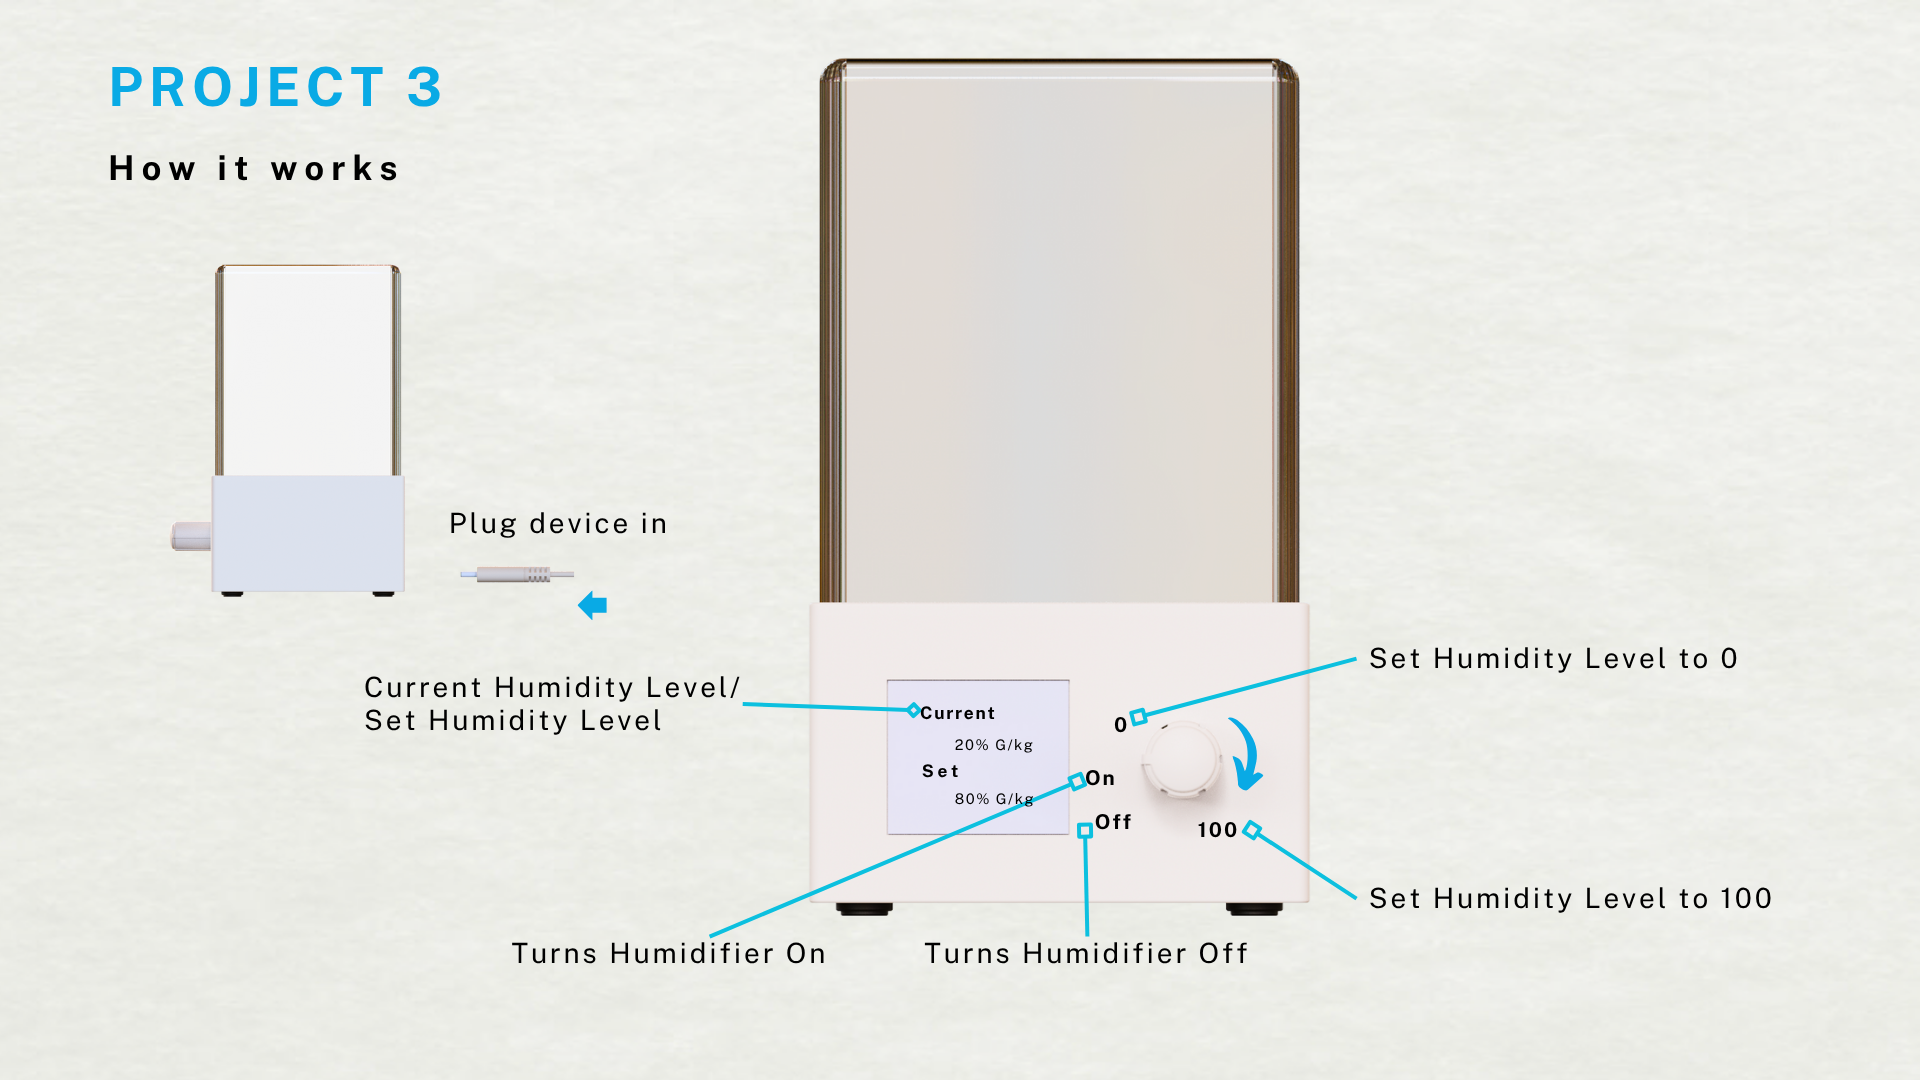 PROJECT 3
How it works
Plug device in
Current Humidity Level/
Set Humidity Level
Current
20% G/kg
Set
80% G/kg
0
On
Off
100
Set Humidity Level to 0
Set Humidity Level to 100
Turns Humidifier On
Turns Humidifier Off